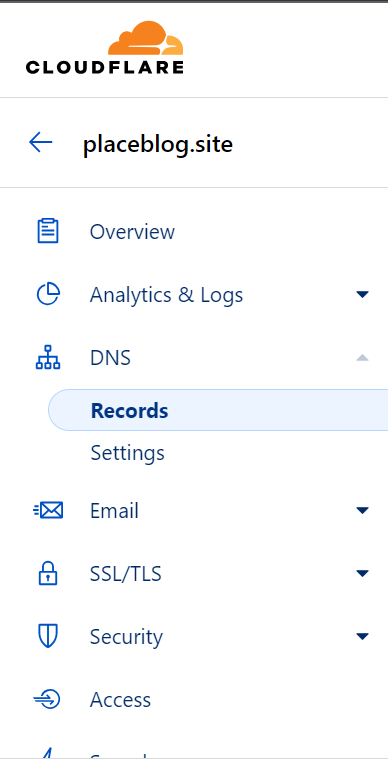 CLOUDFLARE
placeblog.site
Overview
Analytics & Logs
DNS
Records
Settings
Email
SSL/TLS
Security
Access